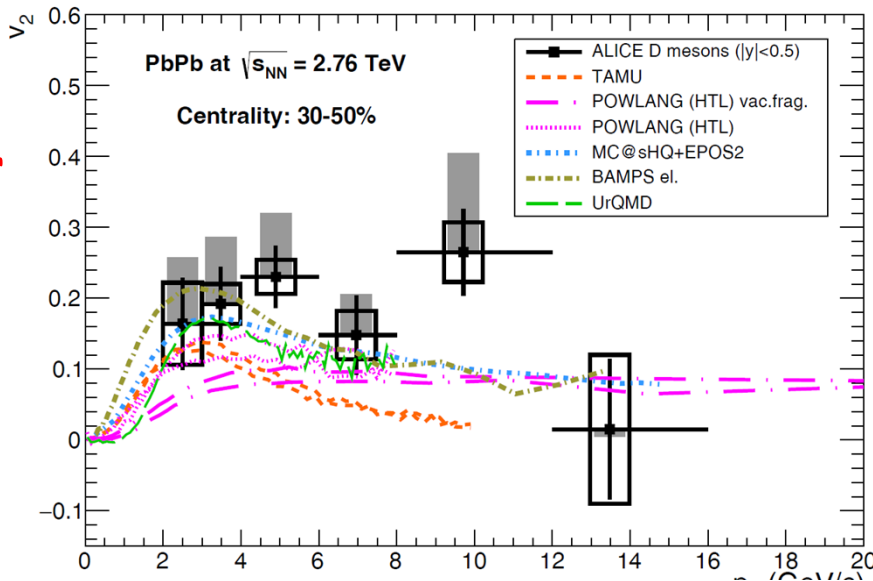 v₂
0.6
0.5
0.4
0.3
0.2
0.1
0
−0.1
PbPb at √s_NN = 2.76 TeV
Centrality: 30-50%
ALICE D mesons (|y|<0.5)
TAMU
POWLANG (HTL) vac.frag.
POWLANG (HTL)
MC@sHQ+EPOS2
BAMPS el.
UrQMD
0 2 4 6 8 10 12 14 16 18 20
(GeV/c)